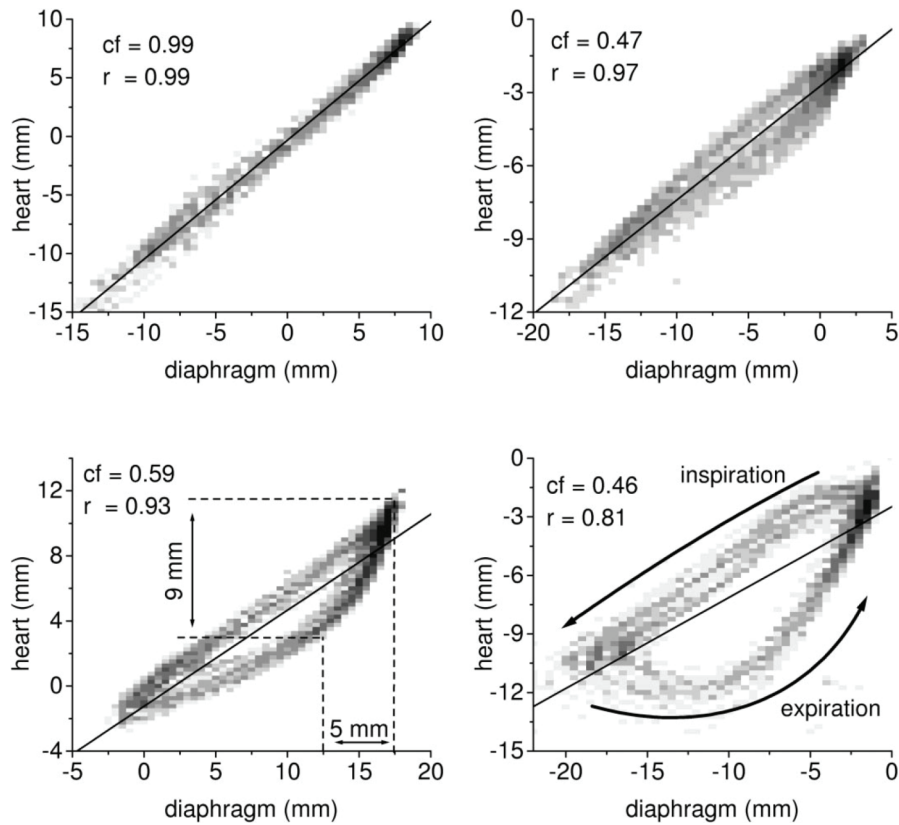 cf = 0.99
r = 0.99
10
5
0
-5
-10
-15
heart (mm)
-15 -10 -5 0 5 10
diaphragm (mm)
cf = 0.47
r = 0.97
0
-3
-6
-9
-12
heart (mm)
-20 -15 -10 -5 0 5
diaphragm (mm)
cf = 0.59
r = 0.93
12
8
4
0
-4
heart (mm)
9 mm
5 mm
-5 0 5 10 15 20
diaphragm (mm)
cf = 0.46
r = 0.81
inspiration
expiration
0
-3
-6
-9
-12
-15
heart (mm)
-20 -15 -10 -5 0
diaphragm (mm)